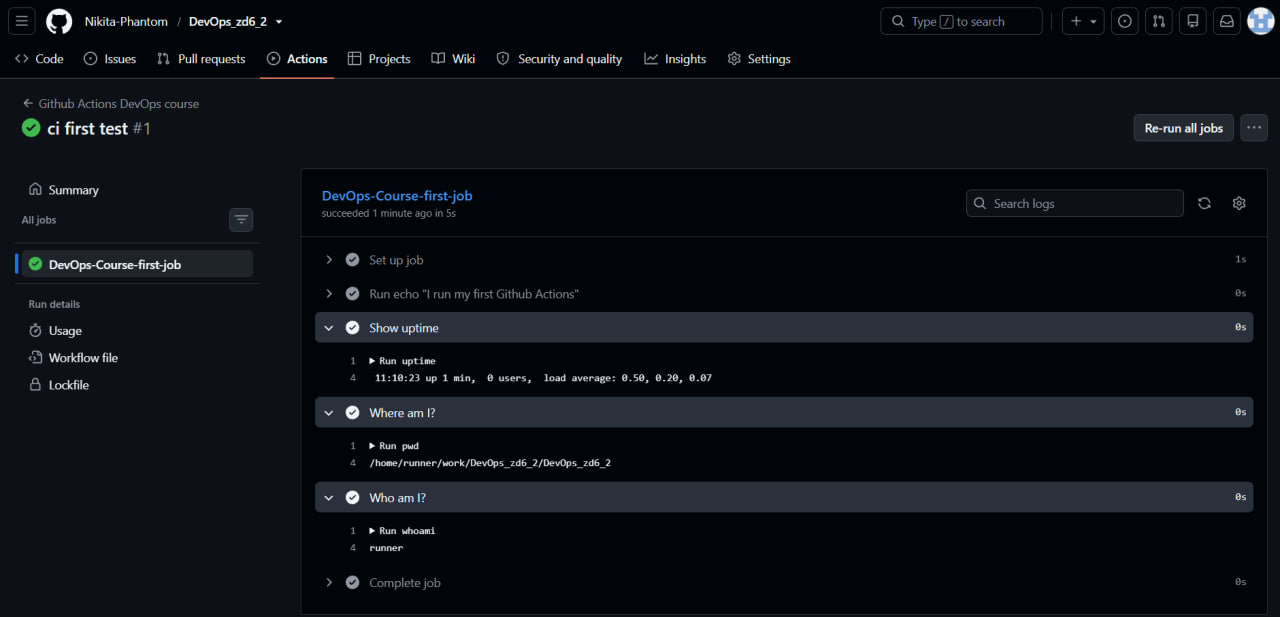 Nikita-Phantom / DevOps_zd6_2
Type / to search
Code Issues Pull requests Actions Projects Wiki Security and quality Insights Settings
Github Actions DevOps course
ci first test #1
Re-run all jobs
Summary
All jobs
DevOps-Course-first-job
Run details
Usage
Workflow file
Lockfile
DevOps-Course-first-job
succeeded 1 minute ago in 5s
Search logs
Set up job 1s
Run echo "I run my first Github Actions" 0s
Show uptime 0s
1 Run uptime
4 11:10:23 up 1 min, 0 users, load average: 0.50, 0.20, 0.07
Where am I? 0s
1 Run pwd
4 /home/runner/work/DevOps_zd6_2/DevOps_zd6_2
Who am I? 0s
1 Run whoami
4 runner
Complete job 0s